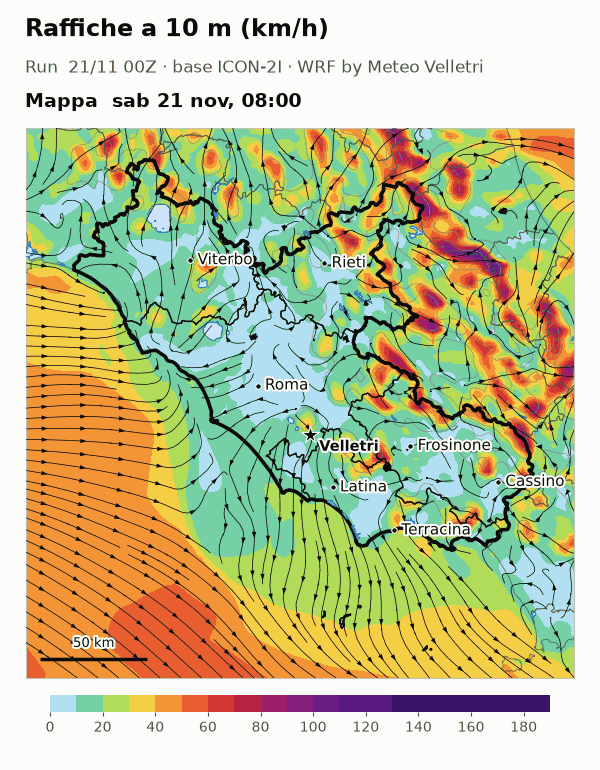 Raffiche a 10 m (km/h)
Run 21/11 00Z · base ICON-2I · WRF by Meteo Velletri
Mappa sab 21 nov, 08:00
Viterbo
Rieti
Roma
Velletri
Frosinone
Latina
Cassino
Terracina
50 km
0 20 40 60 80 100 120 140 160 180